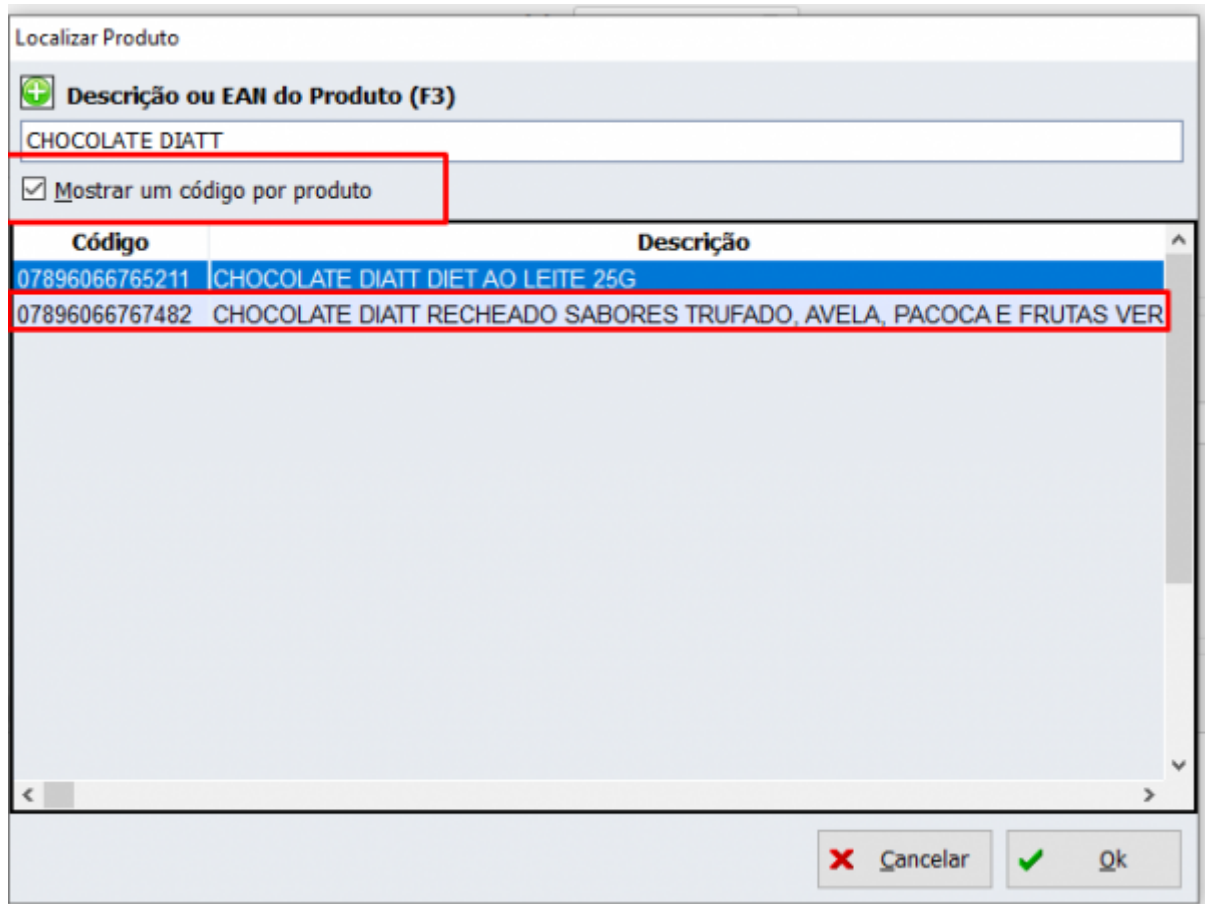 Localizar Produto
Descrição ou EAN do Produto (F3)
CHOCOLATE DIATT
Mostrar um código por produto
Código Descrição
07896066765211 CHOCOLATE DIATT DIET AO LEITE 25G
07896066767482 CHOCOLATE DIATT RECHEADO SABORES TRUFADO, AVELA, PACOCA E FRUTAS VER
Cancelar Ok